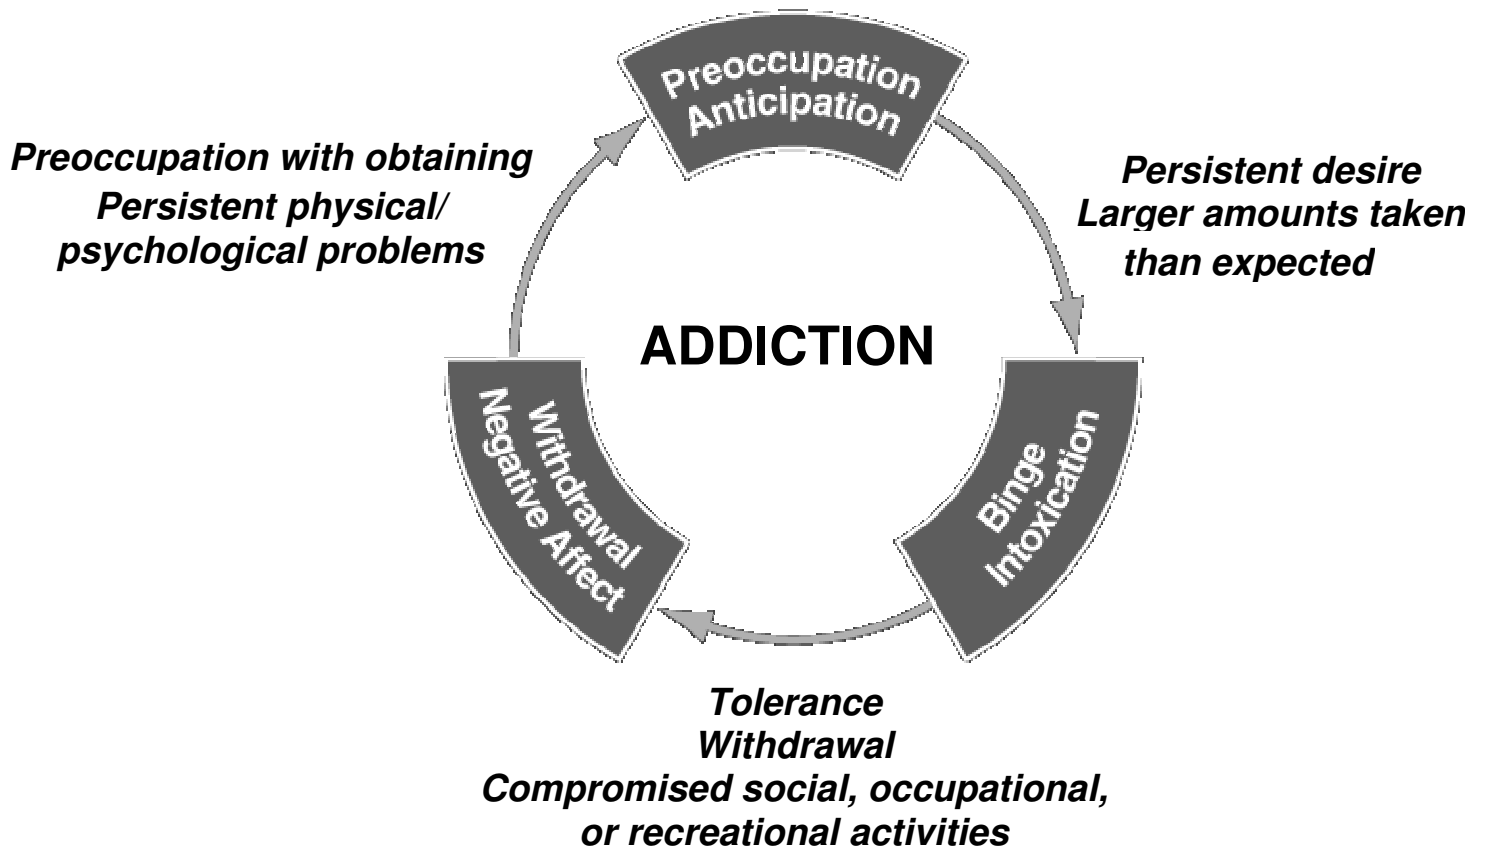 Preoccupation
Anticipation
Preoccupation with obtaining
Persistent physical/
psychological problems
Persistent desire
Larger amounts taken
than expected
ADDICTION
Withdrawal
Negative Affect
Binge
Intoxication
Tolerance
Withdrawal
Compromised social, occupational,
or recreational activities